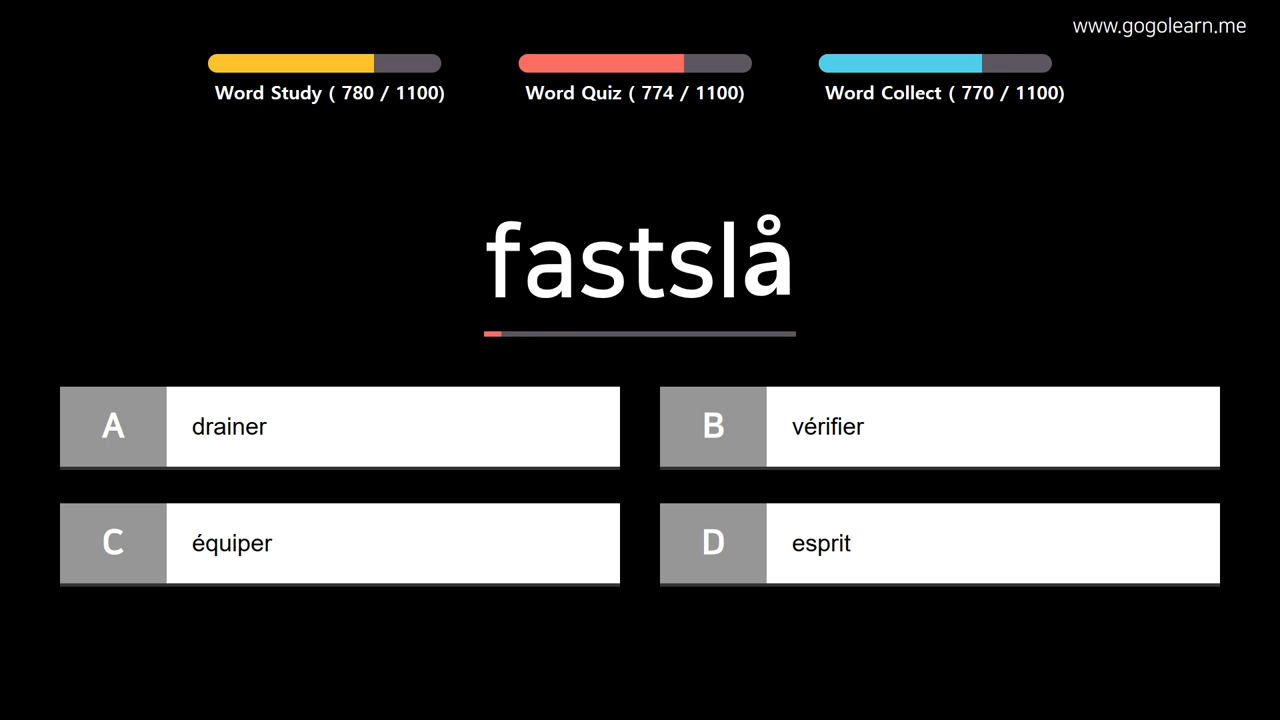 www.gogolearn.me
Word Study ( 780 / 1100)
Word Quiz ( 774 / 1100)
Word Collect ( 770 / 1100)
fastslå
A drainer
B vérifier
C équiper
D esprit